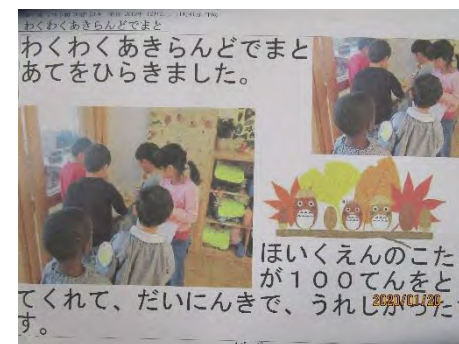 わくわくあきらんどでまと
わくわくあきらんどでまと
あてをひらきました。
ほいくえんのこた
が１００てんをと
てくれて、だいにんきで、うれしかった
す。
2020/01/20